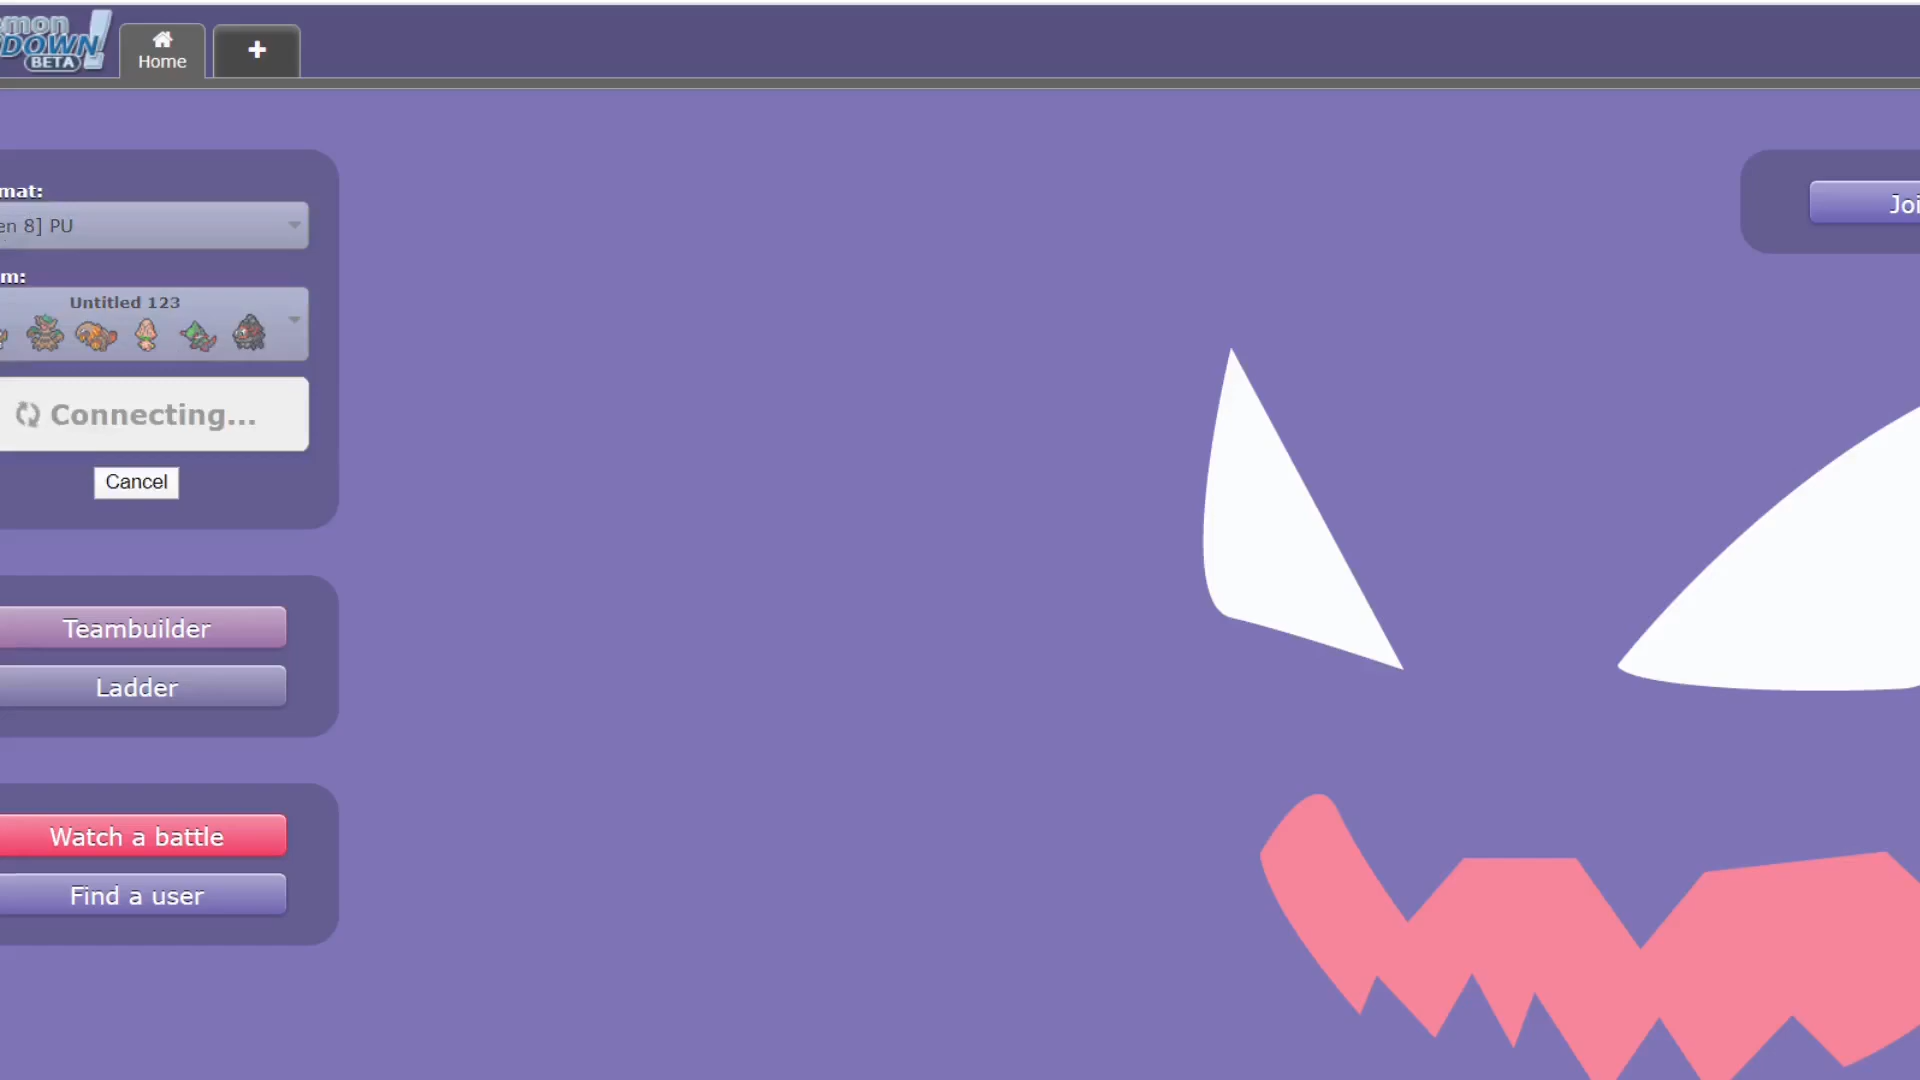 mon
DOWN!
BETA
Home
+
mat:
en 8] PU
m:
Untitled 123
Connecting...
Cancel
Teambuilder
Ladder
Watch a battle
Find a user
Joi